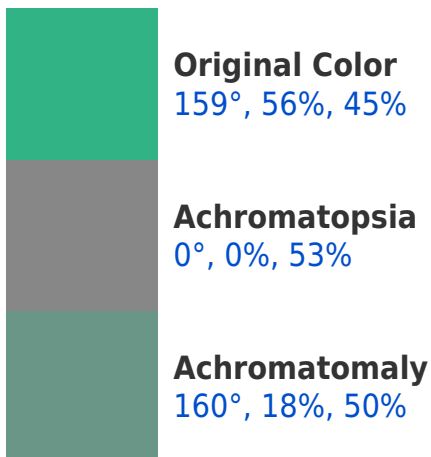 Original Color
159°, 56%, 45%
Achromatopsia
0°, 0%, 53%
Achromatomaly
160°, 18%, 50%